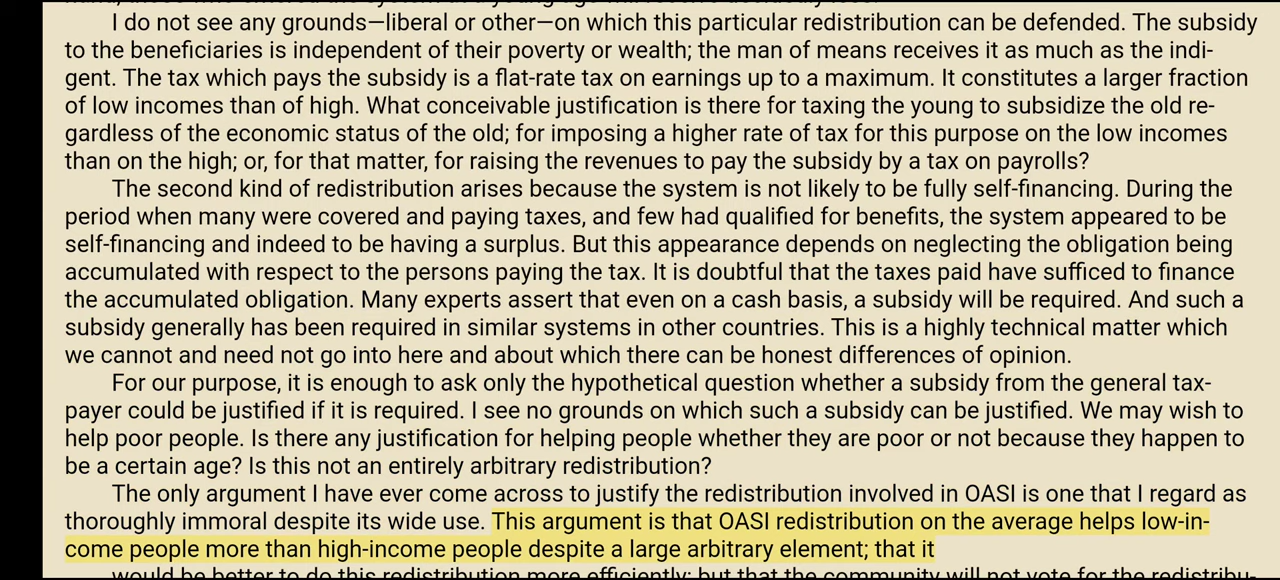 I do not see any grounds—liberal or other—on which this particular redistribution can be defended. The subsidy
to the beneficiaries is independent of their poverty or wealth; the man of means receives it as much as the indi-
gent. The tax which pays the subsidy is a flat-rate tax on earnings up to a maximum. It constitutes a larger fraction
of low incomes than of high. What conceivable justification is there for taxing the young to subsidize the old re-
gardless of the economic status of the old; for imposing a higher rate of tax for this purpose on the low incomes
than on the high; or, for that matter, for raising the revenues to pay the subsidy by a tax on payrolls?
The second kind of redistribution arises because the system is not likely to be fully self-financing. During the
period when many were covered and paying taxes, and few had qualified for benefits, the system appeared to be
self-financing and indeed to be having a surplus. But this appearance depends on neglecting the obligation being
accumulated with respect to the persons paying the tax. It is doubtful that the taxes paid have sufficed to finance
the accumulated obligation. Many experts assert that even on a cash basis, a subsidy will be required. And such a
subsidy generally has been required in similar systems in other countries. This is a highly technical matter which
we cannot and need not go into here and about which there can be honest differences of opinion.
For our purpose, it is enough to ask only the hypothetical question whether a subsidy from the general tax-
payer could be justified if it is required. I see no grounds on which such a subsidy can be justified. We may wish to
help poor people. Is there any justification for helping people whether they are poor or not because they happen to
be a certain age? Is this not an entirely arbitrary redistribution?
The only argument I have ever come across to justify the redistribution involved in OASI is one that I regard as
thoroughly immoral despite its wide use. This argument is that OASI redistribution on the average helps low-in-
come people more than high-income people despite a large arbitrary element; that it
would be better to do this redistribution more efficiently; but that the community will not vote for the redistribu-